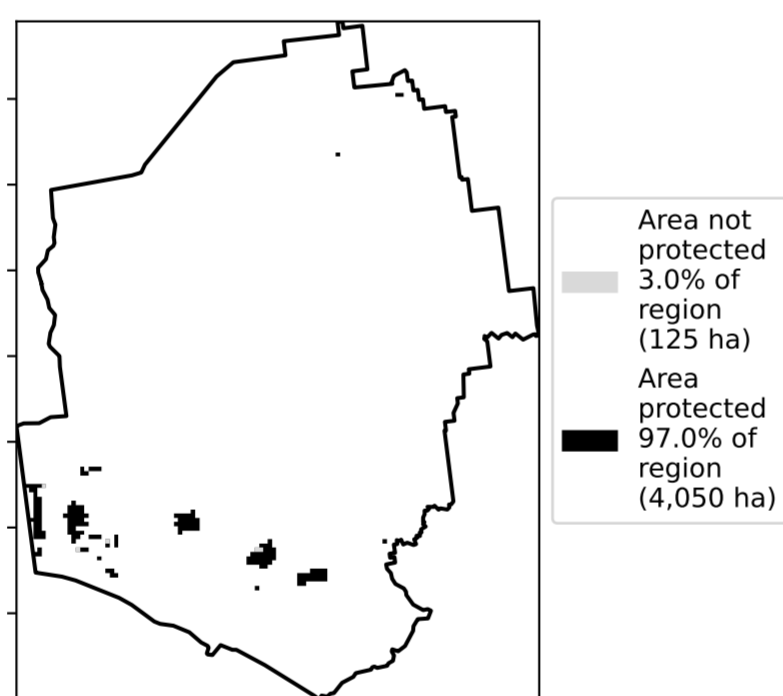 Area not
protected
3.0% of
region
(125 ha)
Area
protected
97.0% of
region
(4,050 ha)